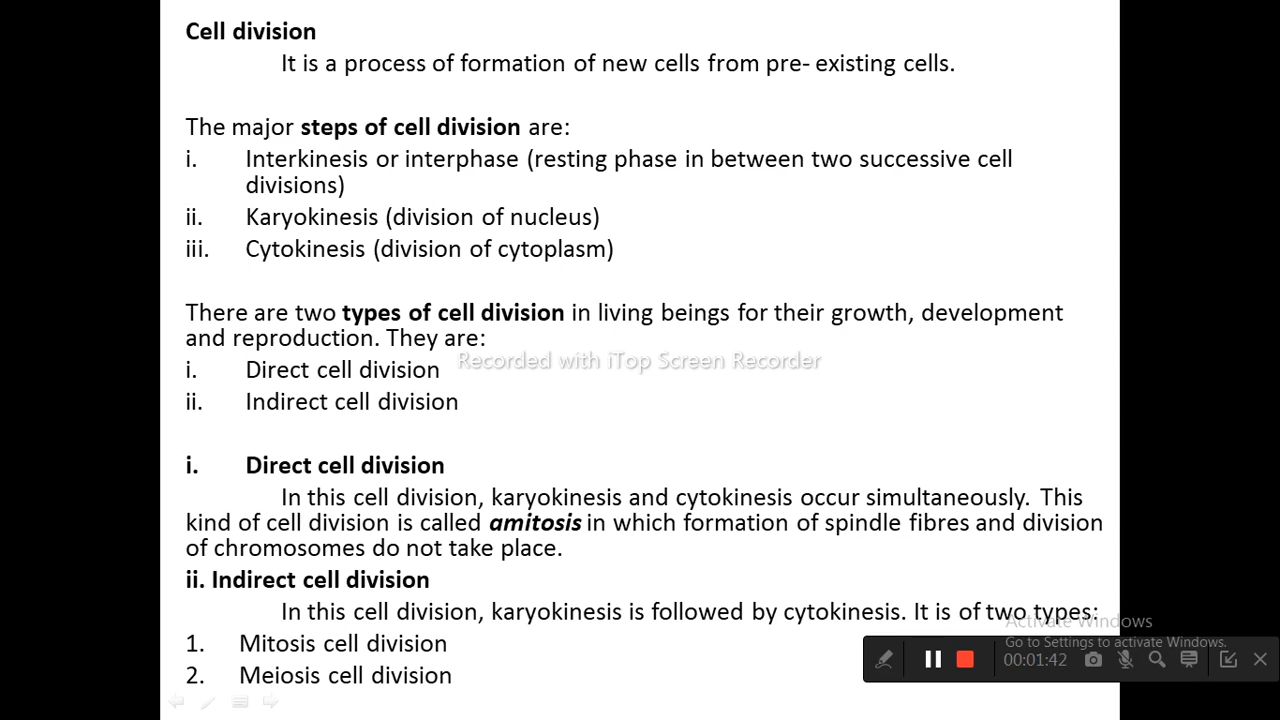 Cell division
It is a process of formation of new cells from pre- existing cells.
The major steps of cell division are:
i. Interkinesis or interphase (resting phase in between two successive cell
divisions)
ii. Karyokinesis (division of nucleus)
iii. Cytokinesis (division of cytoplasm)
There are two types of cell division in living beings for their growth, development
and reproduction. They are:
Recorded with iTop Screen Recorder
i. Direct cell division
ii. Indirect cell division
i. Direct cell division
In this cell division, karyokinesis and cytokinesis occur simultaneously. This
kind of cell division is called amitosis in which formation of spindle fibres and division
of chromosomes do not take place.
ii. Indirect cell division
In this cell division, karyokinesis is followed by cytokinesis. It is of two types:
Activate Windows
Go to Settings to activate Windows.
1. Mitosis cell division
00:01:42
2. Meiosis cell division